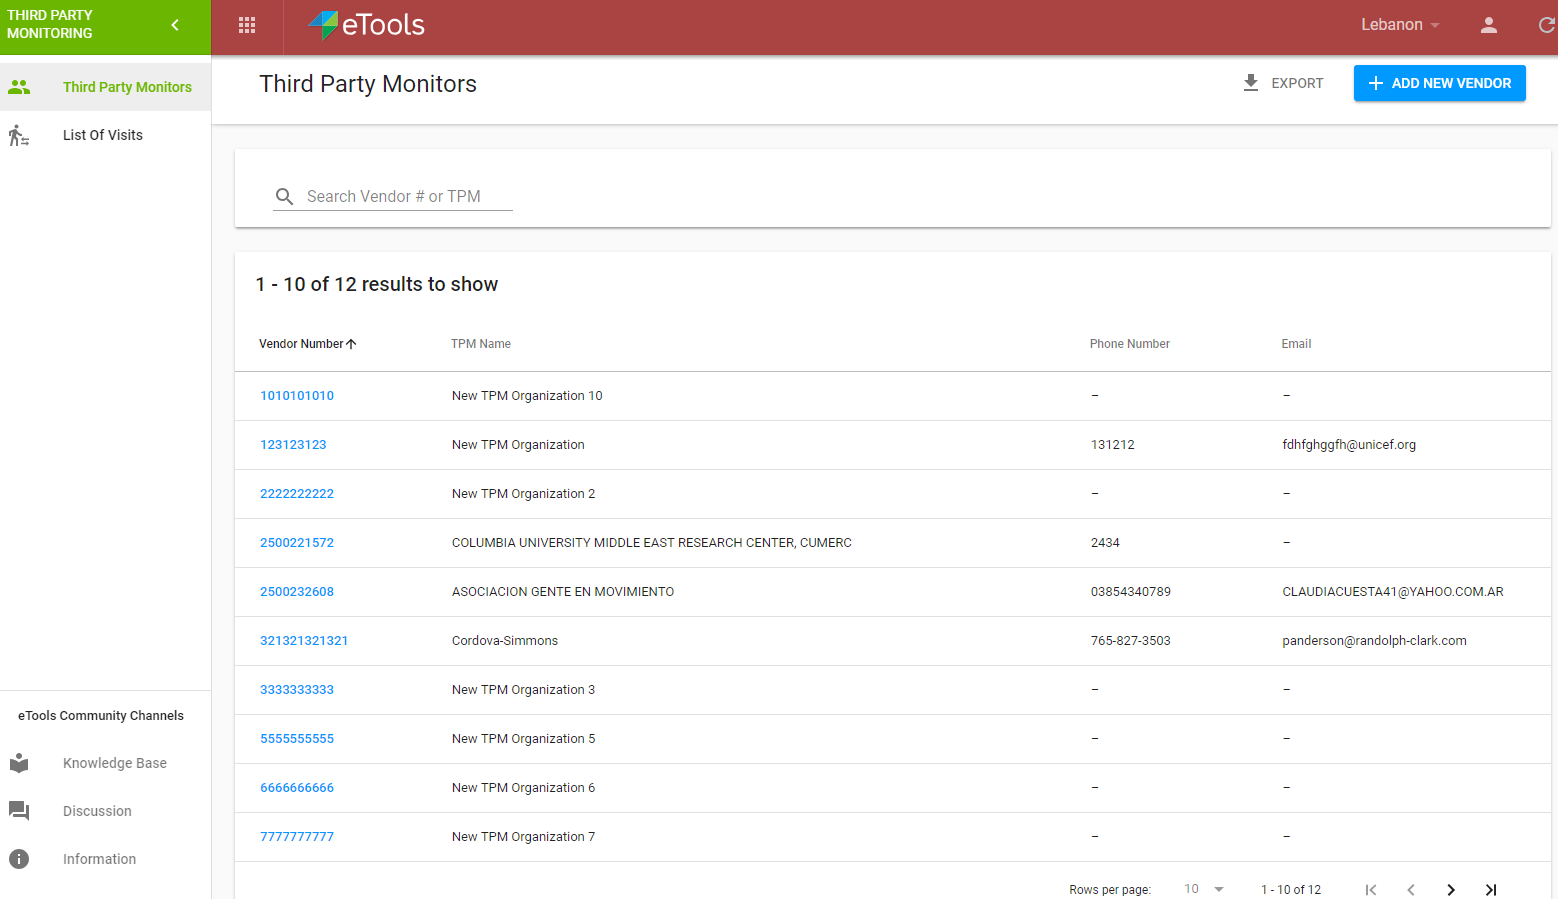 THIRD PARTY
MONITORING
eTools
Lebanon
Third Party Monitors
List Of Visits
eTools Community Channels
Knowledge Base
Discussion
Information
Third Party Monitors
EXPORT
ADD NEW VENDOR
Search Vendor # or TPM
1 - 10 of 12 results to show
Vendor Number TPM Name Phone Number Email
1010101010 New TPM Organization 10 – –
123123123 New TPM Organization 131212 fdhfghggfh@unicef.org
2222222222 New TPM Organization 2 – –
2500221572 COLUMBIA UNIVERSITY MIDDLE EAST RESEARCH CENTER, CUMERC 2434 –
2500232608 ASOCIACION GENTE EN MOVIMIENTO 03854340789 CLAUDIACUESTA41@YAHOO.COM.AR
321321321321 Cordova-Simmons 765-827-3503 panderson@randolph-clark.com
3333333333 New TPM Organization 3 – –
5555555555 New TPM Organization 5 – –
6666666666 New TPM Organization 6 – –
7777777777 New TPM Organization 7 – –
Rows per page: 10 1 - 10 of 12